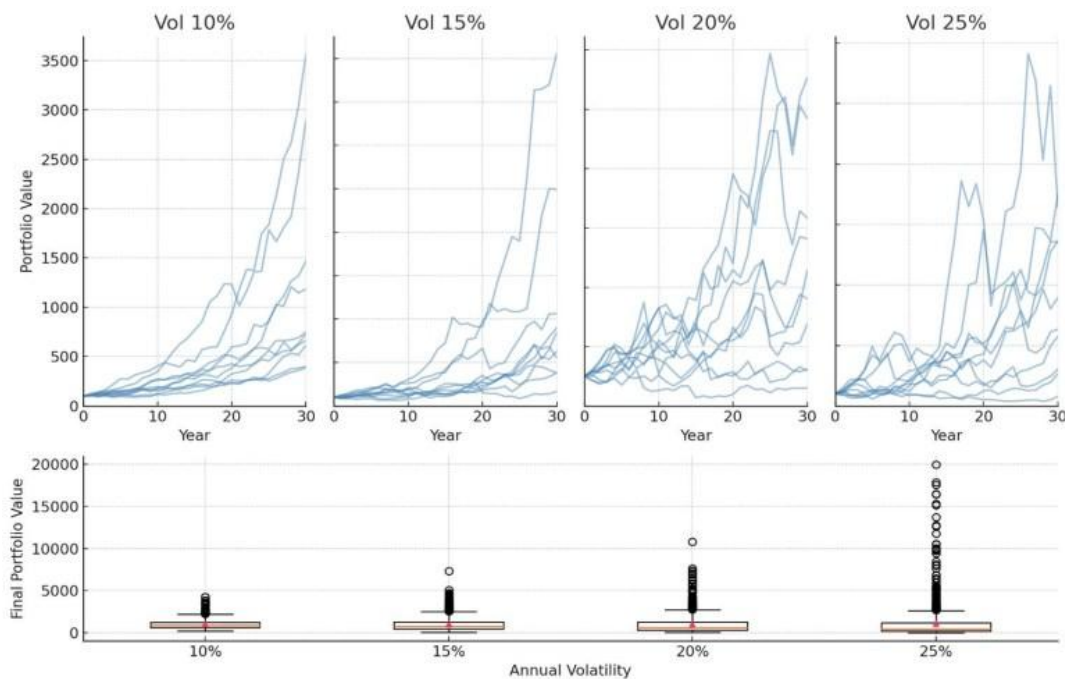 Vol 10% Vol 15% Vol 20% Vol 25%
Portfolio Value
3500
3000
2500
2000
1500
1000
500
0
0 10 20 30 0 10 20 30 0 10 20 30 0 10 20 30
Year Year Year Year
Final Portfolio Value
20000
15000
10000
5000
0
10% 15% 20% 25%
Annual Volatility